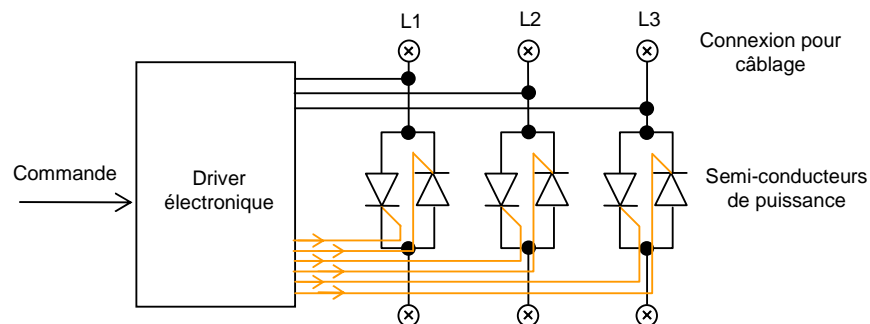 L1
L2
L3
Connexion pour
câblage
Commande
Driver
électronique
Semi-conducteurs
de puissance